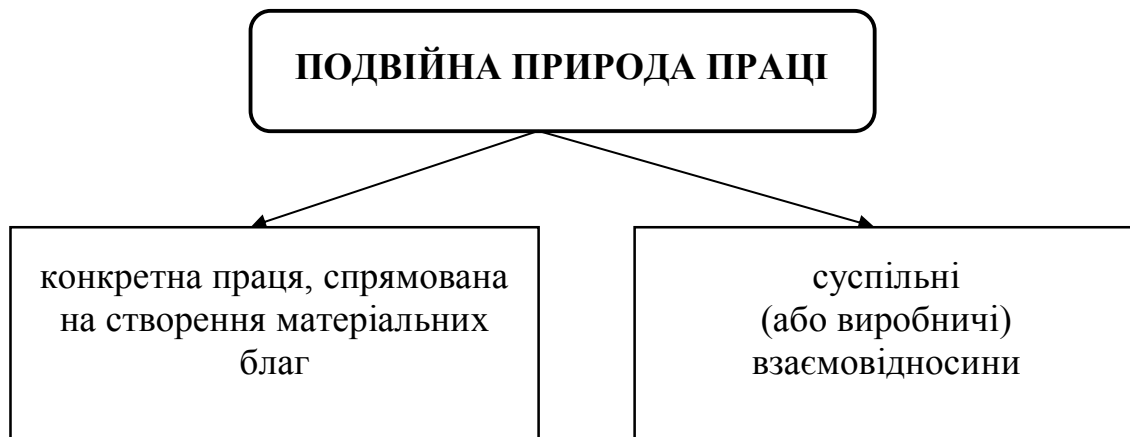 ПОДВІЙНА ПРИРОДА ПРАЦІ
конкретна праця, спрямована
на створення матеріальних
благ
суспільні
(або виробничі)
взаємовідносини